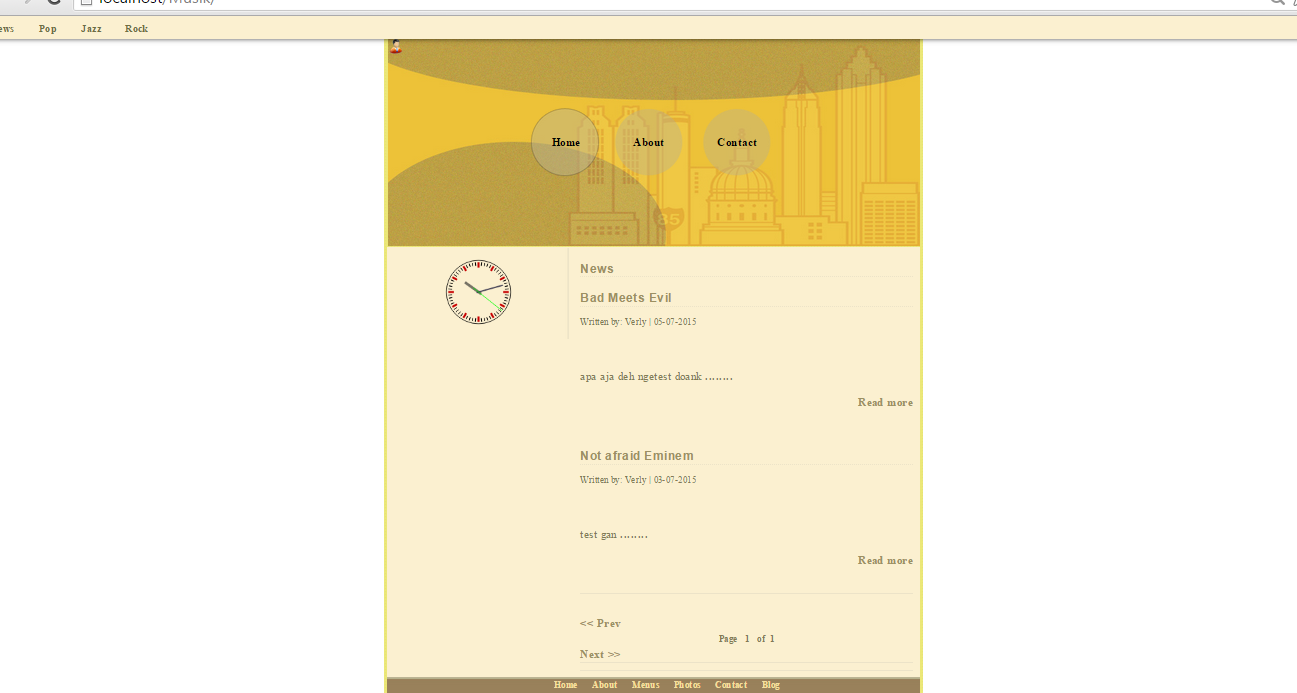 localhost/Musik/
ews Pop Jazz Rock
Home About Contact
85
News
Bad Meets Evil
Written by: Verly | 05-07-2015
apa aja deh ngetest doank ........
Read more
Not afraid Eminem
Written by: Verly | 03-07-2015
test gan ........
Read more
<< Prev
Page 1 of 1
Next >>
Home About Menus Photos Contact Blog